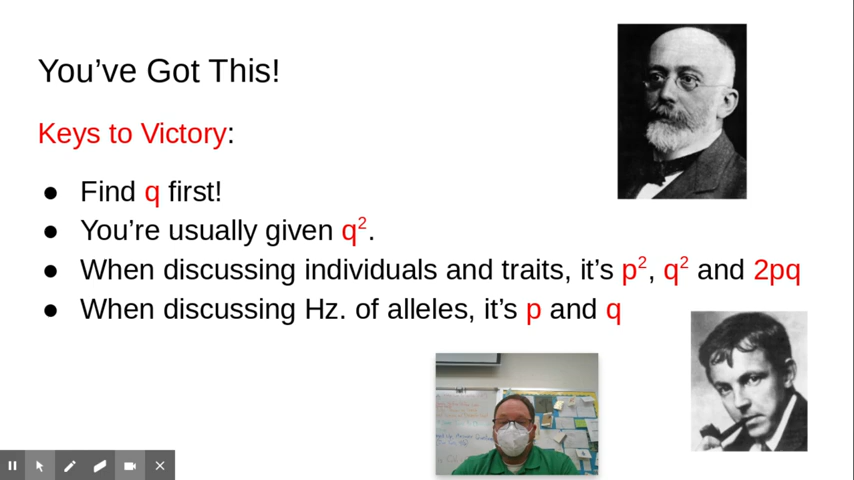 You’ve Got This!
Keys to Victory:
● Find q first!
● You’re usually given q².
● When discussing individuals and traits, it’s p², q² and 2pq
● When discussing Hz. of alleles, it’s p and q